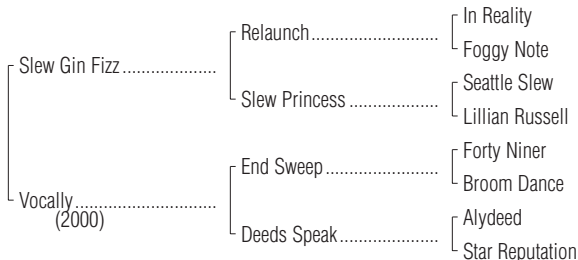 In Reality
Relaunch
Foggy Note
Slew Gin Fizz
Seattle Slew
Slew Princess
Lillian Russell
Forty Niner
End Sweep
Broom Dance
Vocally
(2000)
Alydeed
Deeds Speak
Star Reputation